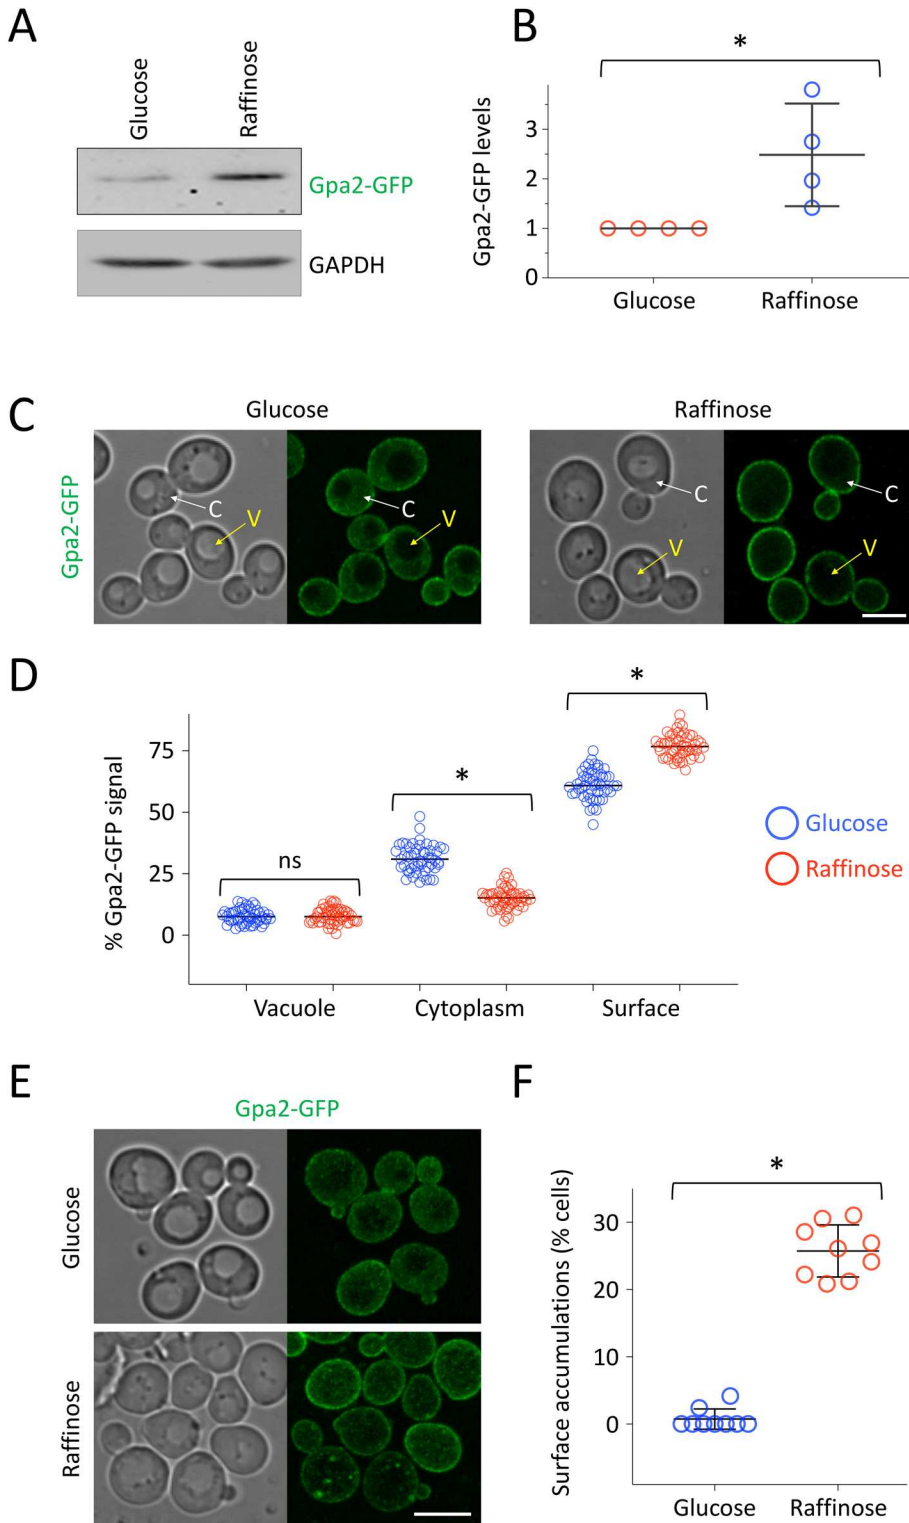 A
Glucose
Raffinose
Gpa2-GFP
GAPDH
B
*
Gpa2-GFP levels
3
2
1
0
Glucose
Raffinose
C
Glucose
Raffinose
Gpa2-GFP
C
V
C
V
C
V
C
V
D
% Gpa2-GFP signal
75
50
25
0
ns
*
*
Vacuole
Cytoplasm
Surface
Glucose
Raffinose
E
Gpa2-GFP
Glucose
Raffinose
F
*
Surface accumulations (% cells)
30
20
10
0
Glucose
Raffinose